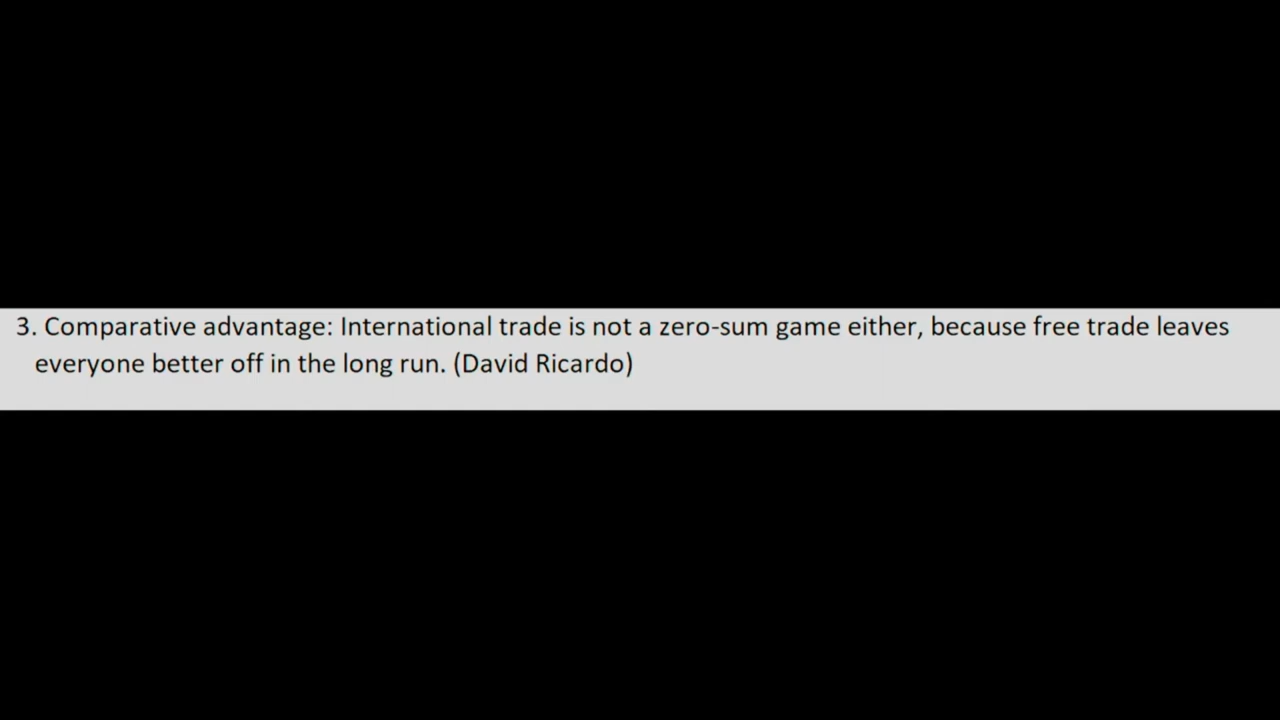 3. Comparative advantage: International trade is not a zero-sum game either, because free trade leaves
everyone better off in the long run. (David Ricardo)